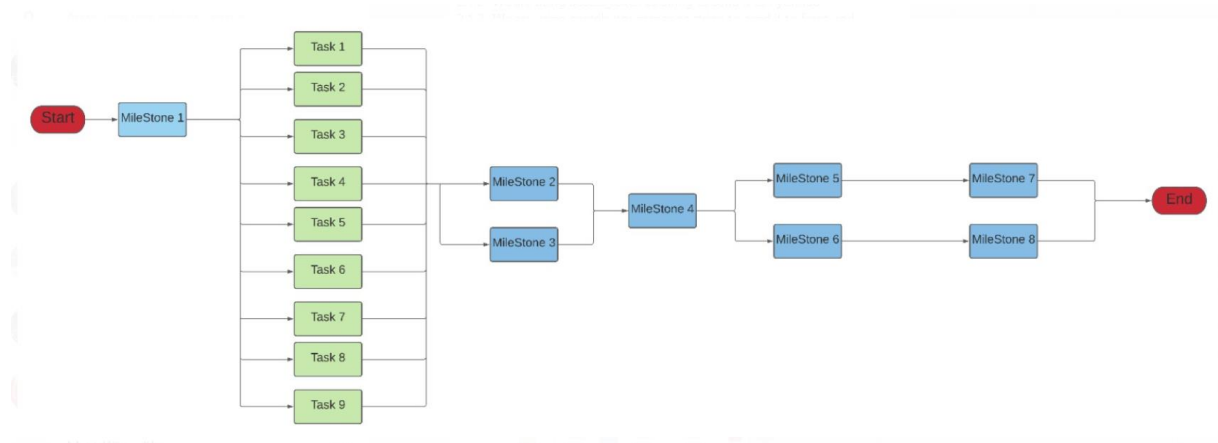 Start
MileStone 1
Task 1
Task 2
Task 3
Task 4
Task 5
Task 6
Task 7
Task 8
Task 9
MileStone 2
MileStone 3
MileStone 4
MileStone 5
MileStone 6
MileStone 7
MileStone 8
End